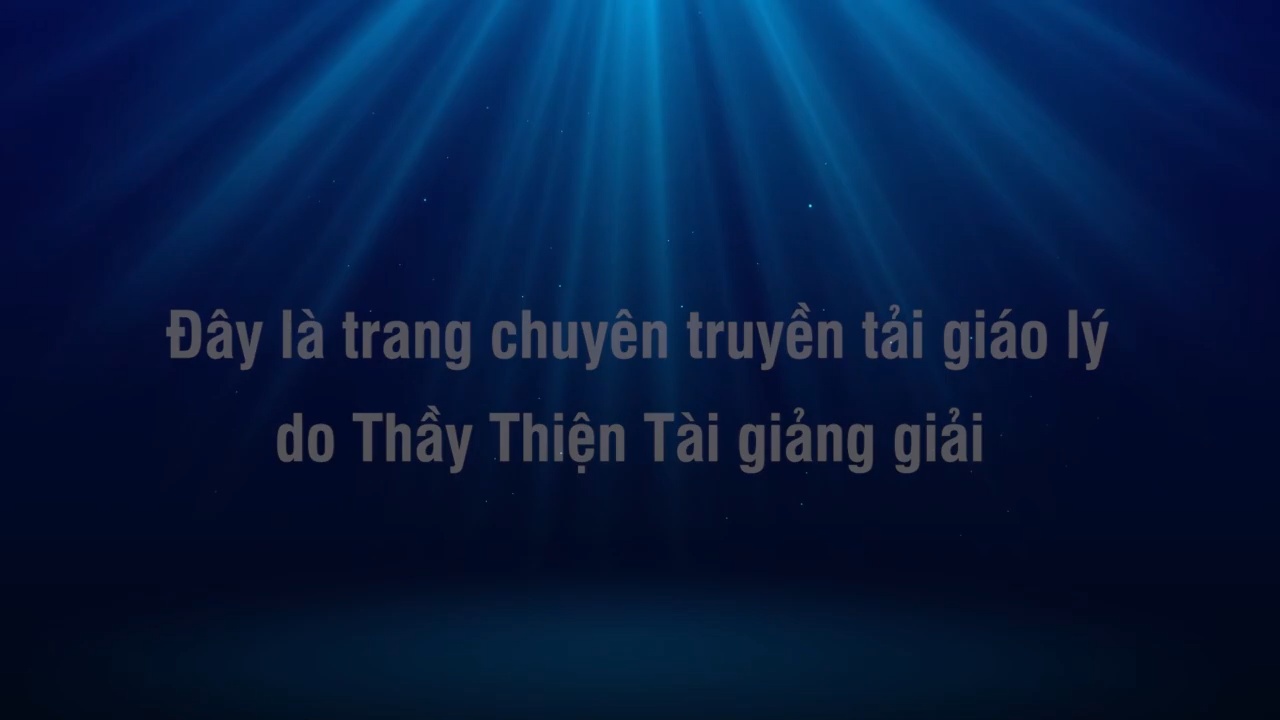 Đây là trang chuyên truyền tải giáo lý
do Thầy Thiện Tài giảng giải